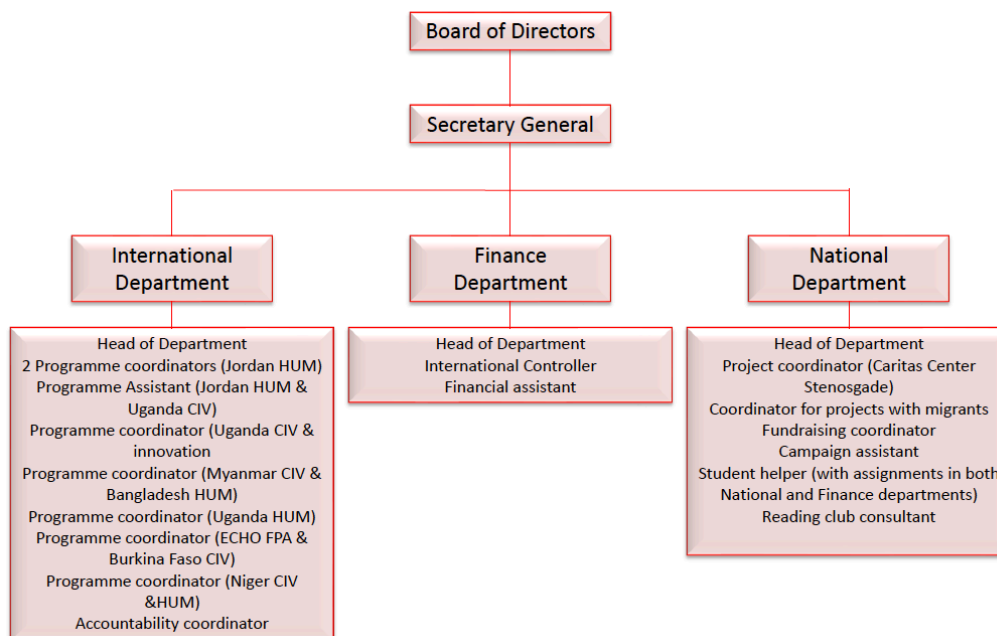 Board of Directors
Secretary General
International
Department
Finance
Department
National
Department
Head of Department
2 Programme coordinators (Jordan HUM)
Programme Assistant (Jordan HUM &
Uganda CIV)
Programme coordinator (Uganda CIV &
innovation
Programme coordinator (Myanmar CIV &
Bangladesh HUM)
Programme coordinator (Uganda HUM)
Programme coordinator (ECHO FPA &
Burkina Faso CIV)
Programme coordinator (Niger CIV
&HUM)
Accountability coordinator
Head of Department
International Controller
Financial assistant
Head of Department
Project coordinator (Caritas Center
Stenosgade)
Coordinator for projects with migrants
Fundraising coordinator
Campaign assistant
Student helper (with assignments in both
National and Finance departments)
Reading club consultant